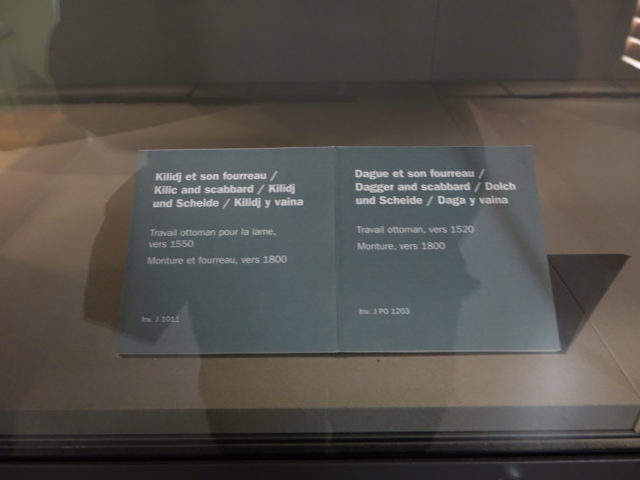 Kilidj et son fourreau /
Kilic and scabbard / Kilidj
und Scheide / Kilidj y vaina
Travail ottoman pour la lame,
vers 1550
Monture et fourreau, vers 1800
Inv. J 1011
Dague et son fourreau /
Dagger and scabbard / Dolch
und Scheide / Daga y vaina
Travail ottoman, vers 1520
Monture, vers 1800
Inv. J PO 1203